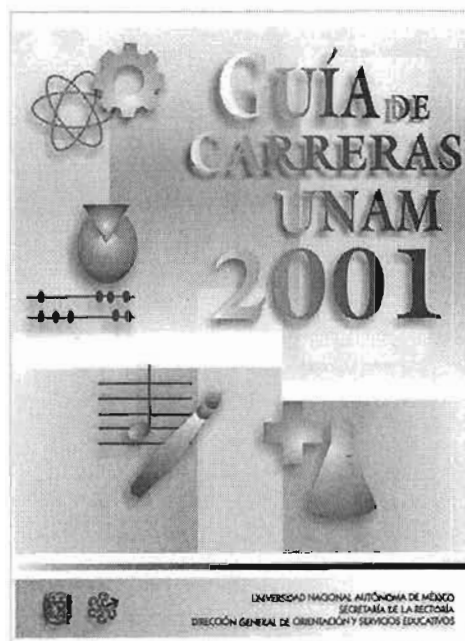 GUÍA DE
CARRERAS
UNAM
2001
UNIVERSIDAD NACIONAL AUTÓNOMA DE MÉXICO
SECRETARÍA DE LA RECTORÍA
DIRECCIÓN GENERAL DE ORIENTACIÓN Y SERVICIOS EDUCATIVOS